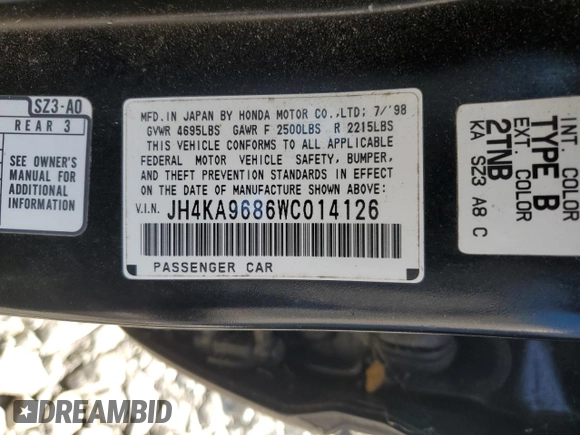 SZ3-A0
REAR 3
SEE OWNER'S
MANUAL FOR
ADDITIONAL
INFORMATION
MFD.IN JAPAN BY HONDA MOTOR CO.,LTD; 7/'98
GVWR 4695LBS GAWR F 2500LBS R 2215LBS
THIS VEHICLE CONFORMS TO ALL APPLICABLE
FEDERAL MOTOR VEHICLE SAFETY, BUMPER,
AND THEFT PREVENTION STANDARDS IN EFFECT
ON THE DATE OF MANUFACTURE SHOWN ABOVE:
V.I.N. JH4KA9686WC014126
PASSENGER CAR
INT. COLOR
TYPE B
EXT. COLOR
2TNB
KA SZ3 A8 C
DREAMBID